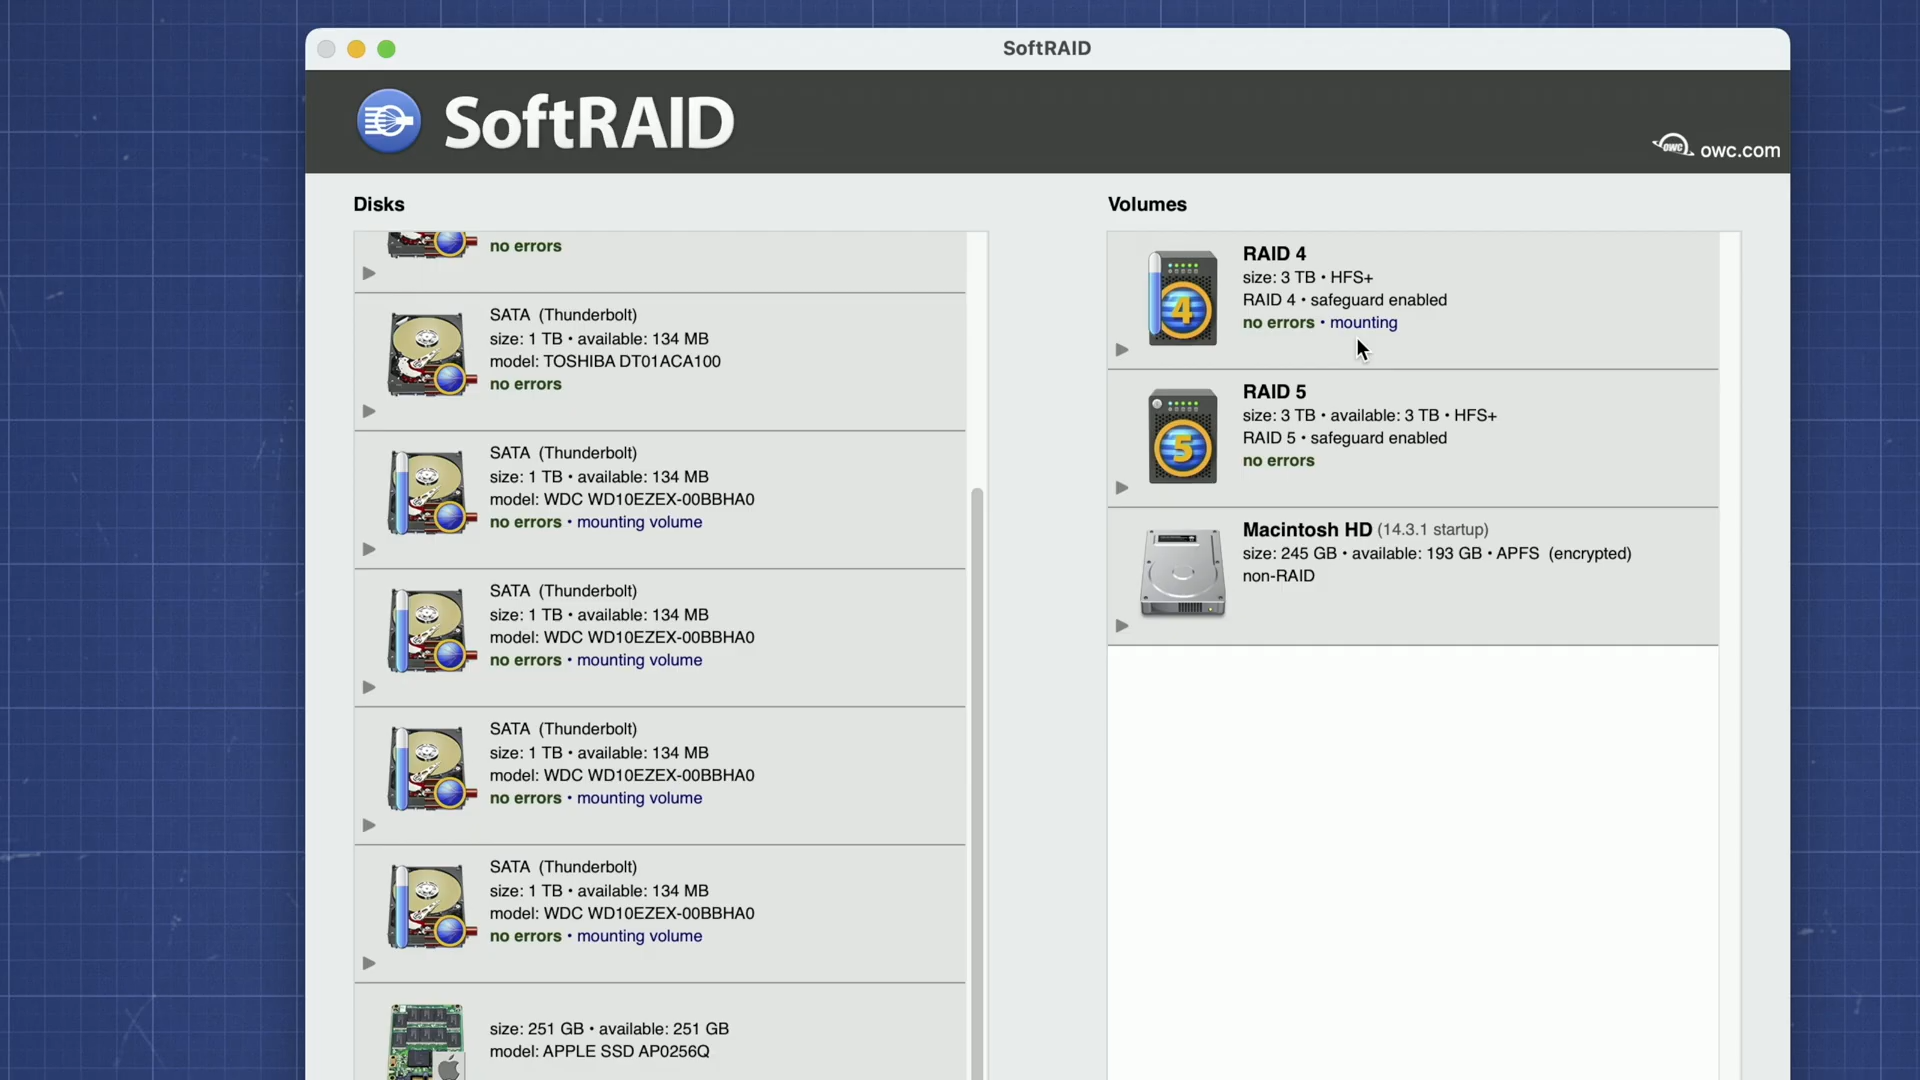 SoftRAID
SoftRAID
owc owc.com
Disks
no errors
SATA (Thunderbolt)
size: 1 TB • available: 134 MB
model: TOSHIBA DT01ACA100
no errors
SATA (Thunderbolt)
size: 1 TB • available: 134 MB
model: WDC WD10EZEX-00BBHA0
no errors • mounting volume
SATA (Thunderbolt)
size: 1 TB • available: 134 MB
model: WDC WD10EZEX-00BBHA0
no errors • mounting volume
SATA (Thunderbolt)
size: 1 TB • available: 134 MB
model: WDC WD10EZEX-00BBHA0
no errors • mounting volume
SATA (Thunderbolt)
size: 1 TB • available: 134 MB
model: WDC WD10EZEX-00BBHA0
no errors • mounting volume
size: 251 GB • available: 251 GB
model: APPLE SSD AP0256Q
Volumes
4
RAID 4
size: 3 TB • HFS+
RAID 4 • safeguard enabled
no errors • mounting
5
RAID 5
size: 3 TB • available: 3 TB • HFS+
RAID 5 • safeguard enabled
no errors
Macintosh HD (14.3.1 startup)
size: 245 GB • available: 193 GB • APFS (encrypted)
non-RAID